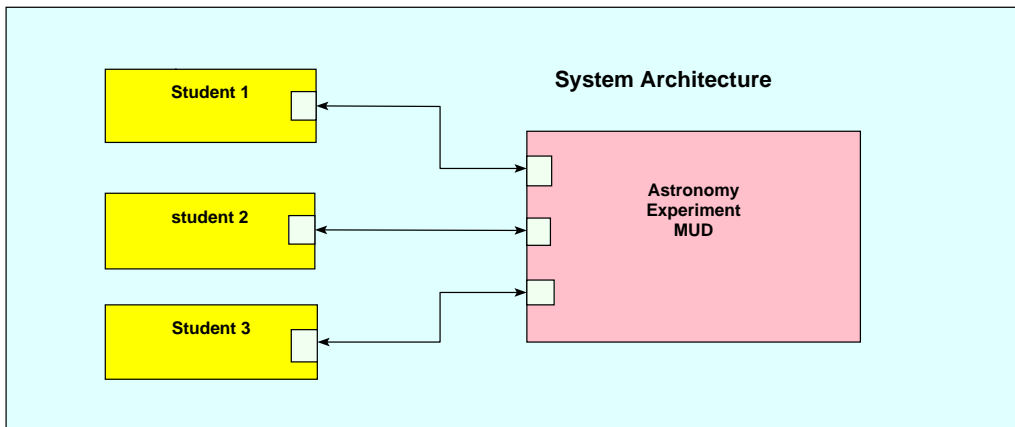 System Architecture
Student 1
student 2
Student 3
Astronomy
Experiment
MUD